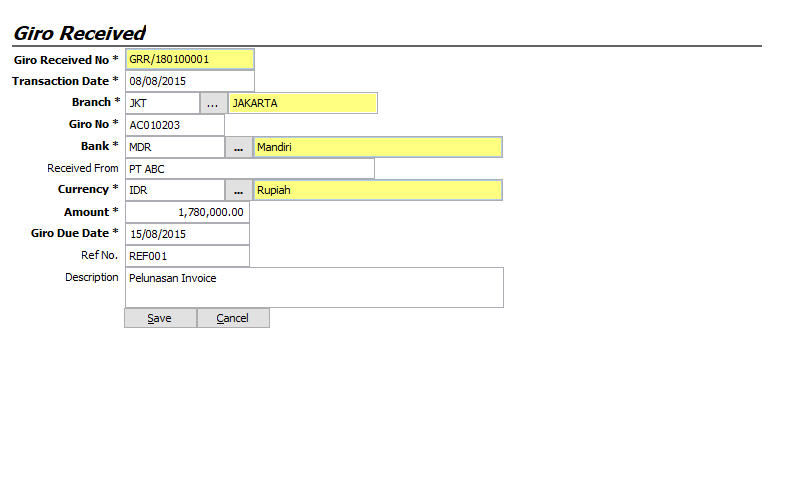 Giro Received
Giro Received No * GRR/180100001
Transaction Date * 08/08/2015
Branch * JKT ... JAKARTA
Giro No * AC010203
Bank * MDR ... Mandiri
Received From PT ABC
Currency * IDR ... Rupiah
Amount * 1,780,000.00
Giro Due Date * 15/08/2015
Ref No. REF001
Description Pelunasan Invoice
Save Cancel